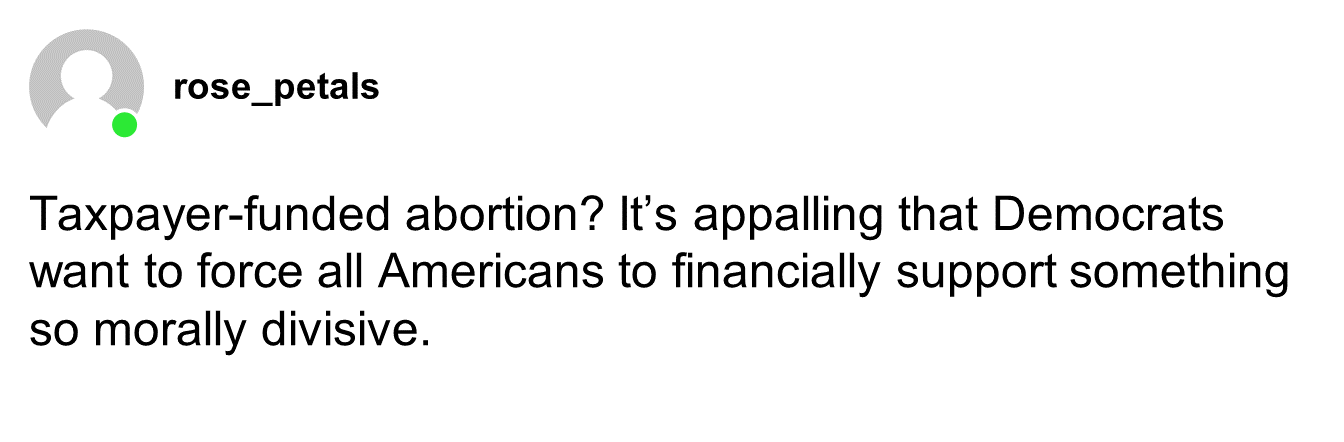 rose_petals
Taxpayer-funded abortion? It’s appalling that Democrats
want to force all Americans to financially support something
so morally divisive.